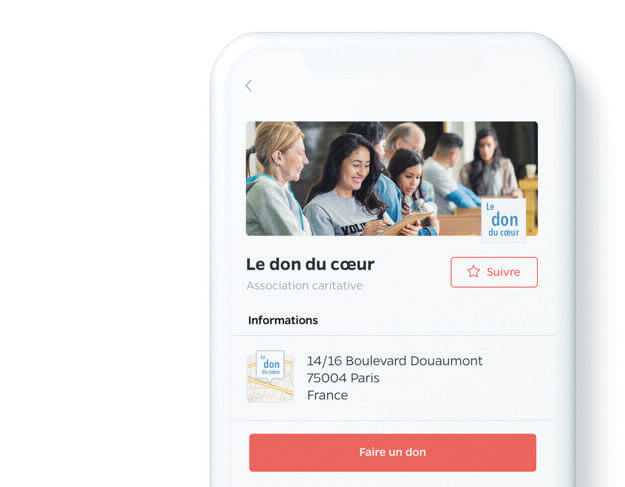 VOLUN
Le
don
du cœur
Le don du cœur
Suivre
Association caritative
Informations
Le
don
du cœur
14/16 Boulevard Douaumont
75004 Paris
France
Faire un don